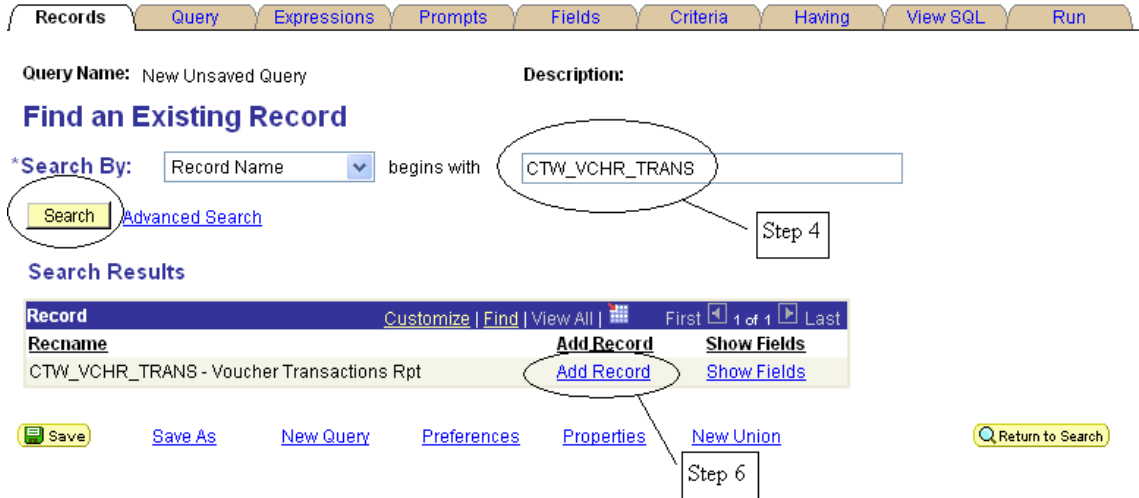 Records Query Expressions Prompts Fields Criteria Having View SQL Run
Query Name: New Unsaved Query Description:
Find an Existing Record
*Search By: Record Name begins with CTW_VCHR_TRANS
Search Advanced Search
Step 4
Search Results
Record Customize | Find | View All | First 1 of 1 Last
Recname Add Record Show Fields
CTW_VCHR_TRANS - Voucher Transactions Rpt Add Record Show Fields
Save Save As New Query Preferences Properties New Union Return to Search
Step 6